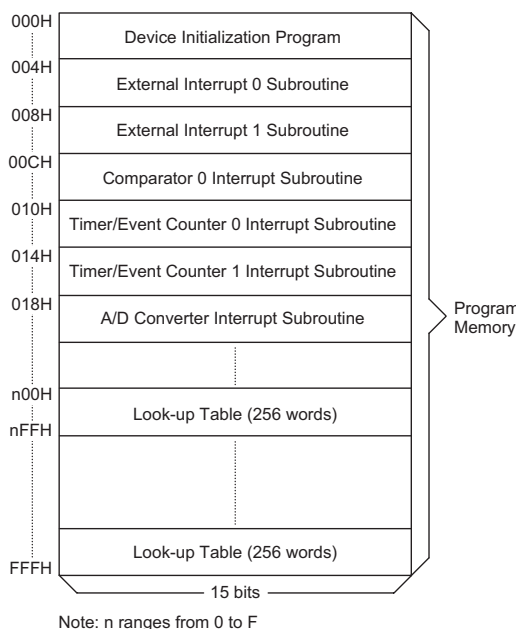 000H
Device Initialization Program
004H
External Interrupt 0 Subroutine
008H
External Interrupt 1 Subroutine
00CH
Comparator 0 Interrupt Subroutine
010H
Timer/Event Counter 0 Interrupt Subroutine
014H
Timer/Event Counter 1 Interrupt Subroutine
018H
A/D Converter Interrupt Subroutine
Program
Memory
n00H
Look-up Table (256 words)
nFFH
Look-up Table (256 words)
FFFH
15 bits
Note: n ranges from 0 to F